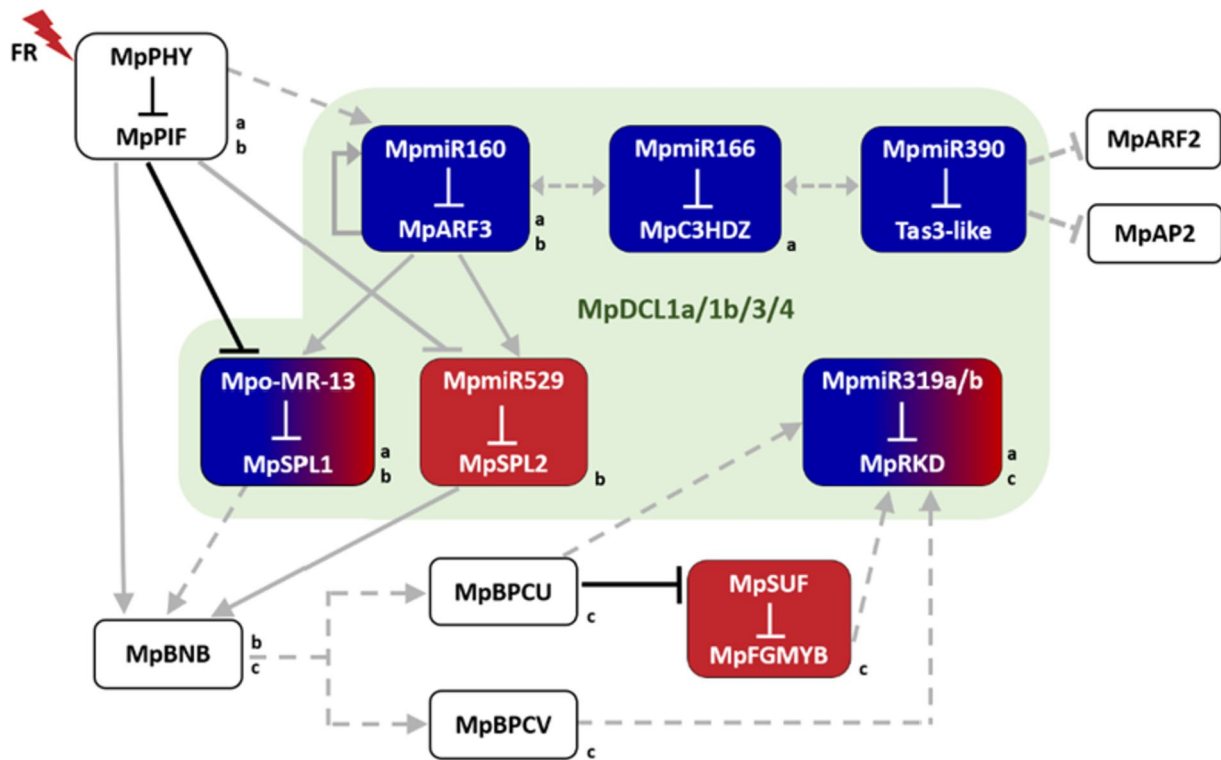 FR
MpPHY
MpPIF
a
b
MpmiR160
MpARF3
a
b
MpmiR166
MpC3HDZ
a
MpmiR390
Tas3-like
MpARF2
MpAP2
MpDCL1a/1b/3/4
Mpo-MR-13
MpSPL1
a
b
MpmiR529
MpSPL2
b
MpmiR319a/b
MpRKD
a
c
MpBNB
b
c
MpBPCU
c
MpSUF
MpFGMYB
c
MpBPCV
c